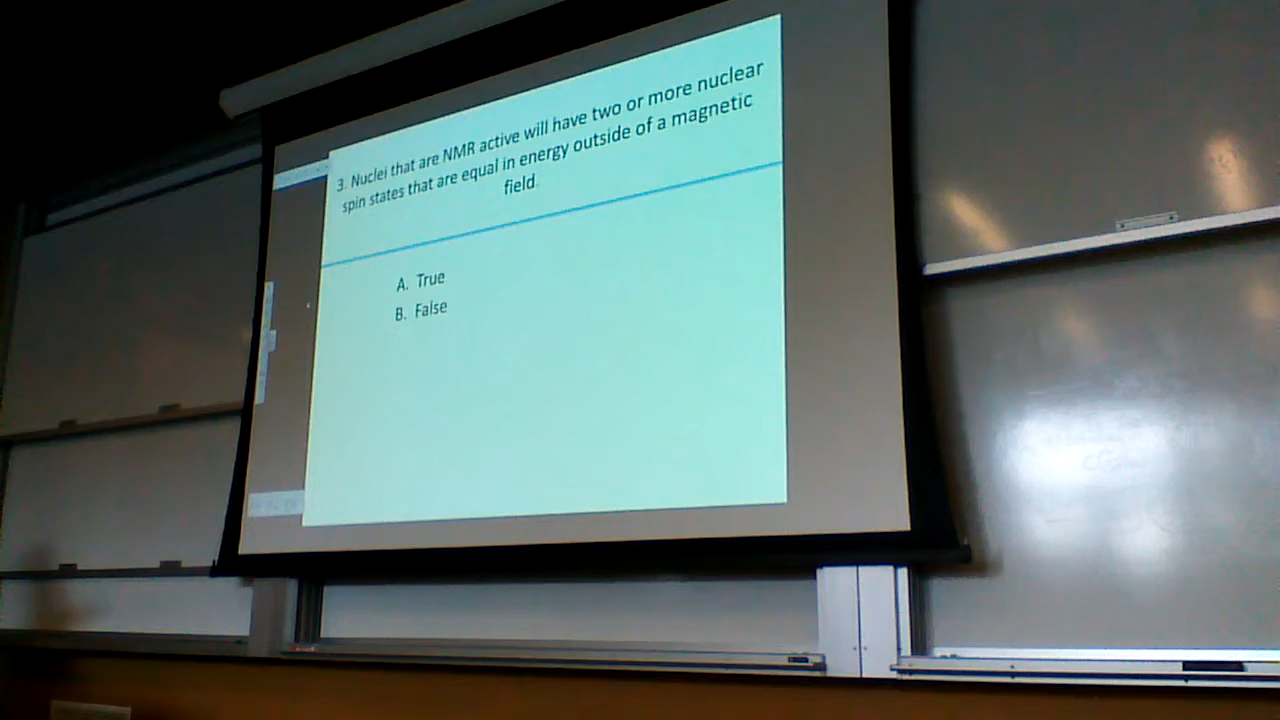 3. Nuclei that are NMR active will have two or more nuclear
spin states that are equal in energy outside of a magnetic
field.
A. True
B. False